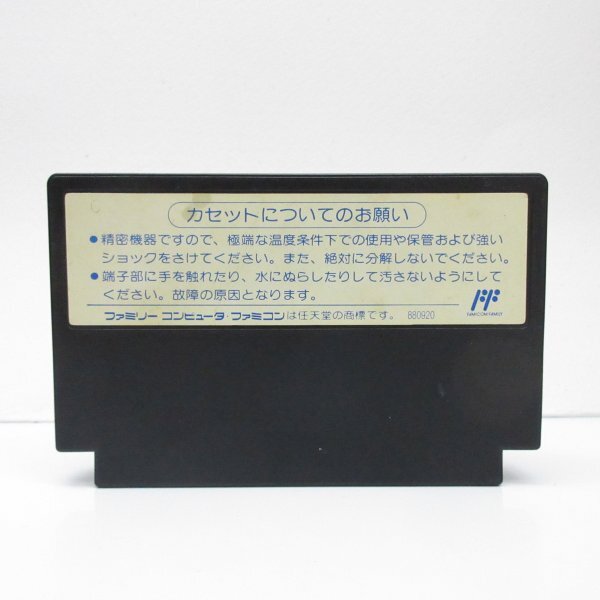 カセットについてのお願い
●精密機器ですので、極端な温度条件下での使用や保管および強い
ショックをさけてください。また、絶対に分解しないでください。
●端子部に手を触れたり、水にぬらしたりして汚さないようにして
ください。故障の原因となります。
FAMICOM FAMILY
ファミリー コンピュータ・ファミコンは任天堂の商標です。 880920